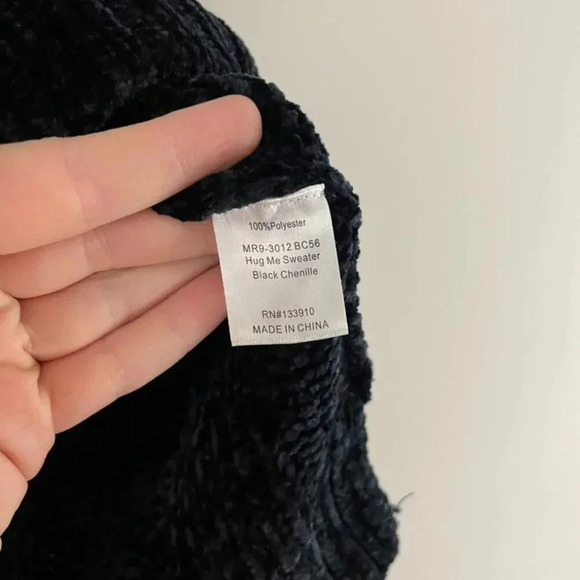 100%Polyester
MR9-3012 BC56
Hug Me Sweater
Black Chenille
RN#133910
MADE IN CHINA